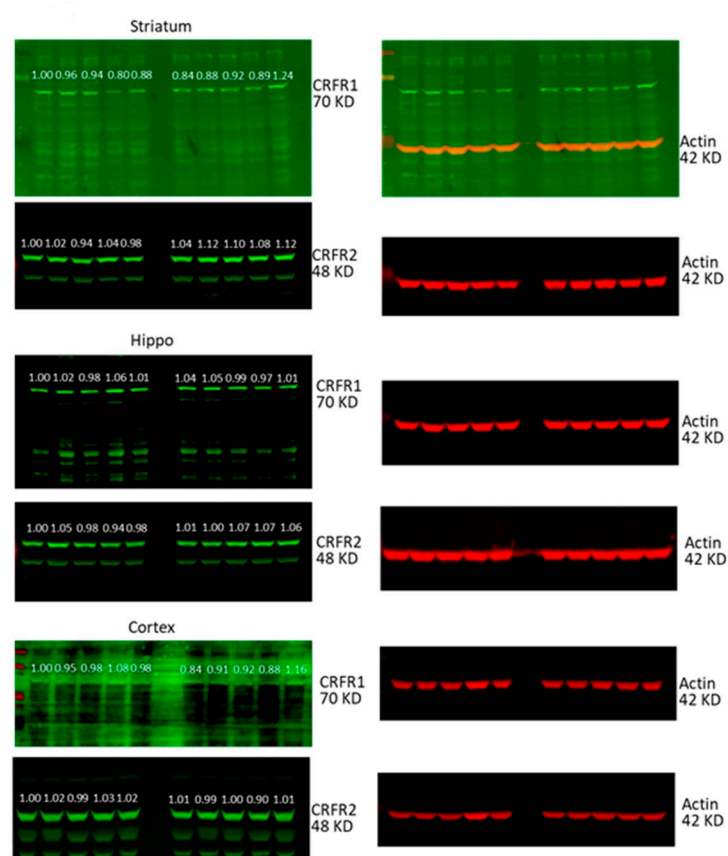 Striatum
1.00 0.96 0.94 0.80 0.88 0.84 0.88 0.92 0.89 1.24
CRFR1
70 KD
Actin
42 KD
1.00 1.02 0.94 1.04 0.98 1.04 1.12 1.10 1.08 1.12
CRFR2
48 KD
Actin
42 KD
Hippo
1.00 1.02 0.98 1.06 1.01 1.04 1.05 0.99 0.97 1.01
CRFR1
70 KD
Actin
42 KD
1.00 1.05 0.98 0.94 0.98 1.01 1.00 1.07 1.07 1.06
CRFR2
48 KD
Actin
42 KD
Cortex
1.00 0.95 0.98 1.08 0.98 0.84 0.91 0.92 0.88 1.16
CRFR1
70 KD
Actin
42 KD
1.00 1.02 0.99 1.03 1.02 1.01 0.99 1.00 0.90 1.01
CRFR2
48 KD
Actin
42 KD